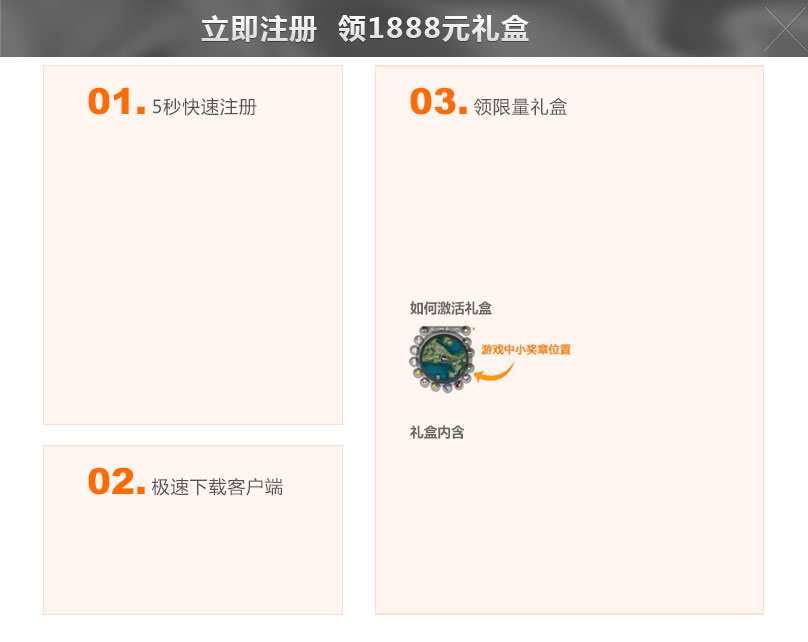 立即注册 领1888元礼盒
01. 5秒快速注册
02. 极速下载客户端
03. 领限量礼盒
如何激活礼盒
游戏中小奖章位置
礼盒内含